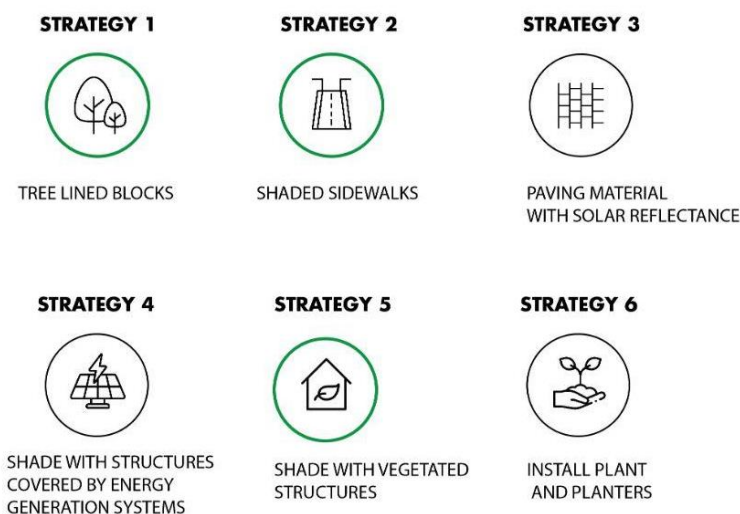 STRATEGY 1
TREE LINED BLOCKS
STRATEGY 2
SHADED SIDEWALKS
STRATEGY 3
PAVING MATERIAL
WITH SOLAR REFLECTANCE
STRATEGY 4
SHADE WITH STRUCTURES
COVERED BY ENERGY
GENERATION SYSTEMS
STRATEGY 5
SHADE WITH VEGETATED
STRUCTURES
STRATEGY 6
INSTALL PLANT
AND PLANTERS